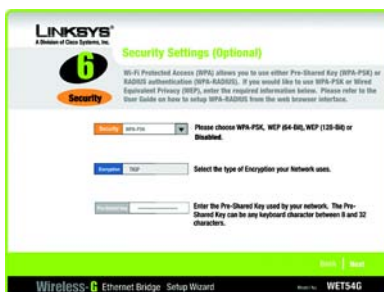 LINKSYS®
A Division of Cisco Systems, Inc.
6
Security
Security Settings (Optional)
Wi-Fi Protected Access (WPA) allows you to use either Pre-Shared Key (WPA-PSK) or
RADIUS authentication (WPA-RADIUS). If you would like to use WPA-PSK or Wired
Equivalent Privacy (WEP), enter the required information below. Please refer to the
User Guide on how to setup WPA-RADIUS from the web browser interface.
Security WPA-PSK
Please choose WPA-PSK, WEP (64-Bit), WEP (128-Bit) or
Disabled.
Encryption TKIP
Select the type of Encryption your Network uses.
Pre-Shared Key
Enter the Pre-Shared Key used by your network. The Pre-
Shared Key can be any keyboard character between 8 and 32
characters.
Back Next
Wireless-G Ethernet Bridge Setup Wizard
Model No. WET54G